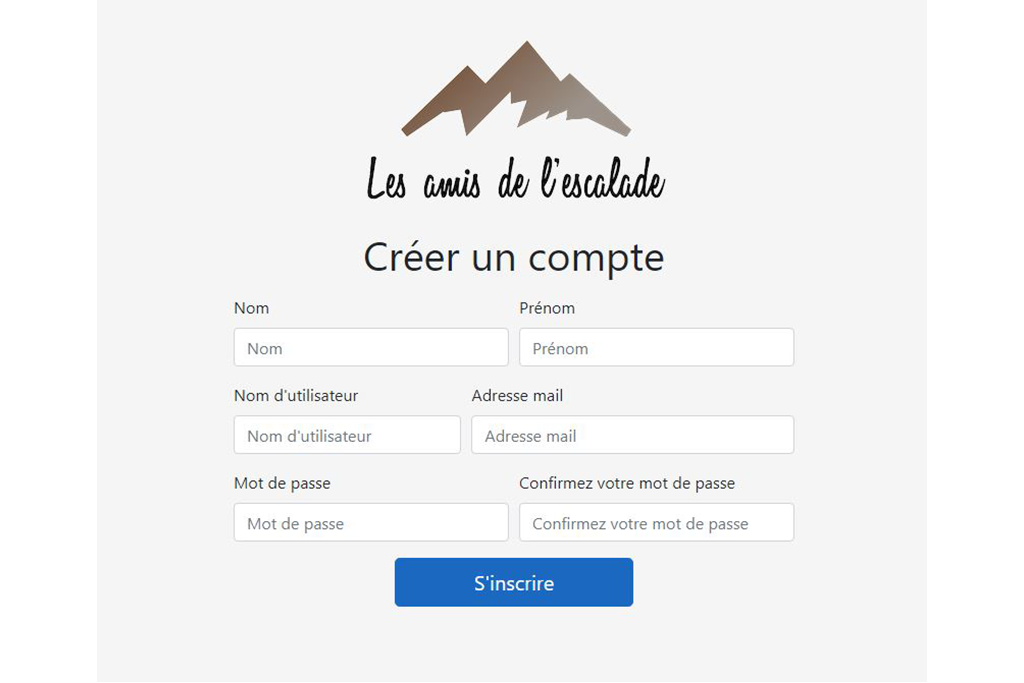 Les amis de l'escalade
Créer un compte
Nom Prénom
Nom Prénom
Nom d'utilisateur Adresse mail
Nom d'utilisateur Adresse mail
Mot de passe Confirmez votre mot de passe
Mot de passe Confirmez votre mot de passe
S'inscrire